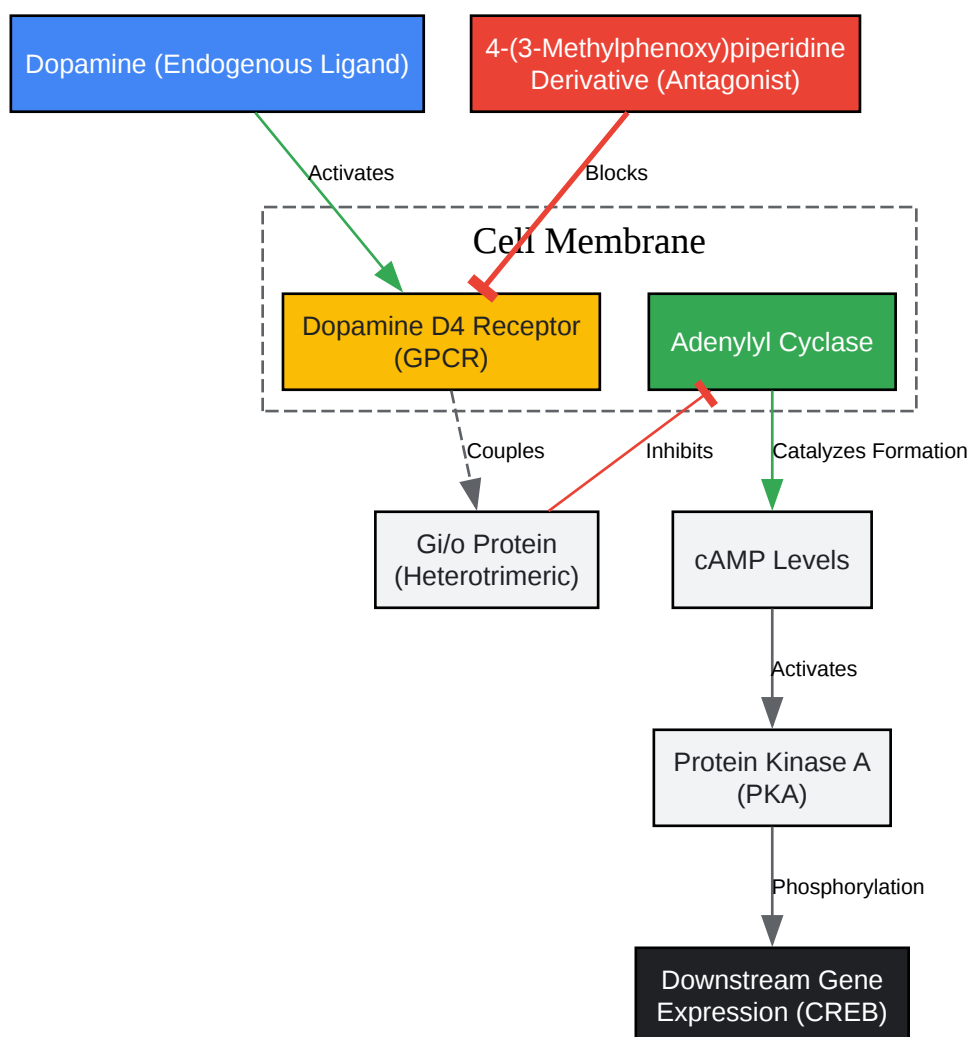 Dopamine (Endogenous Ligand)
4-(3-Methylphenoxy)piperidine
Derivative (Antagonist)
Activates
Blocks
Cell Membrane
Dopamine D4 Receptor
(GPCR)
Adenylyl Cyclase
Couples
Inhibits
Catalyzes Formation
Gi/o Protein
(Heterotrimeric)
cAMP Levels
Activates
Protein Kinase A
(PKA)
Phosphorylation
Downstream Gene
Expression (CREB)